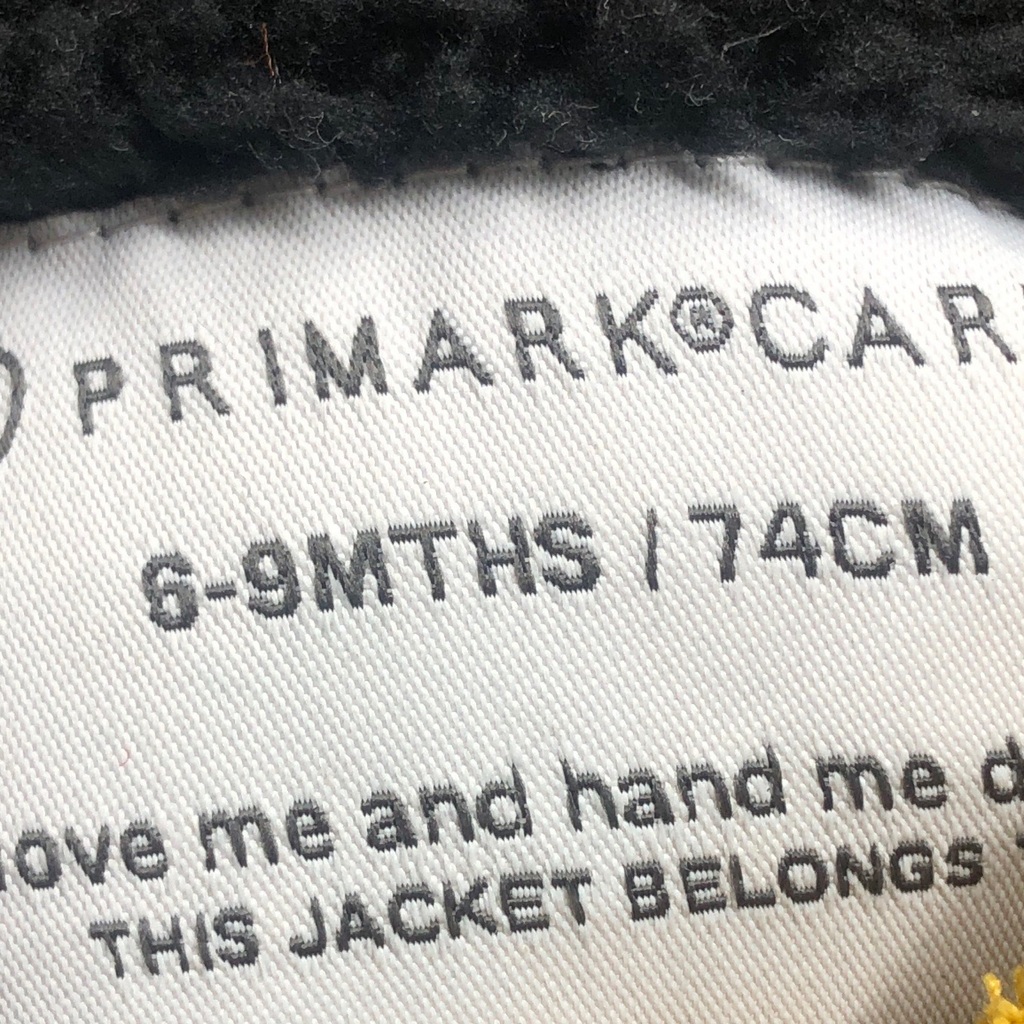 PRIMARK®CAR
6-9MTHS / 74CM
love me and hand me d
THIS JACKET BELONGS T